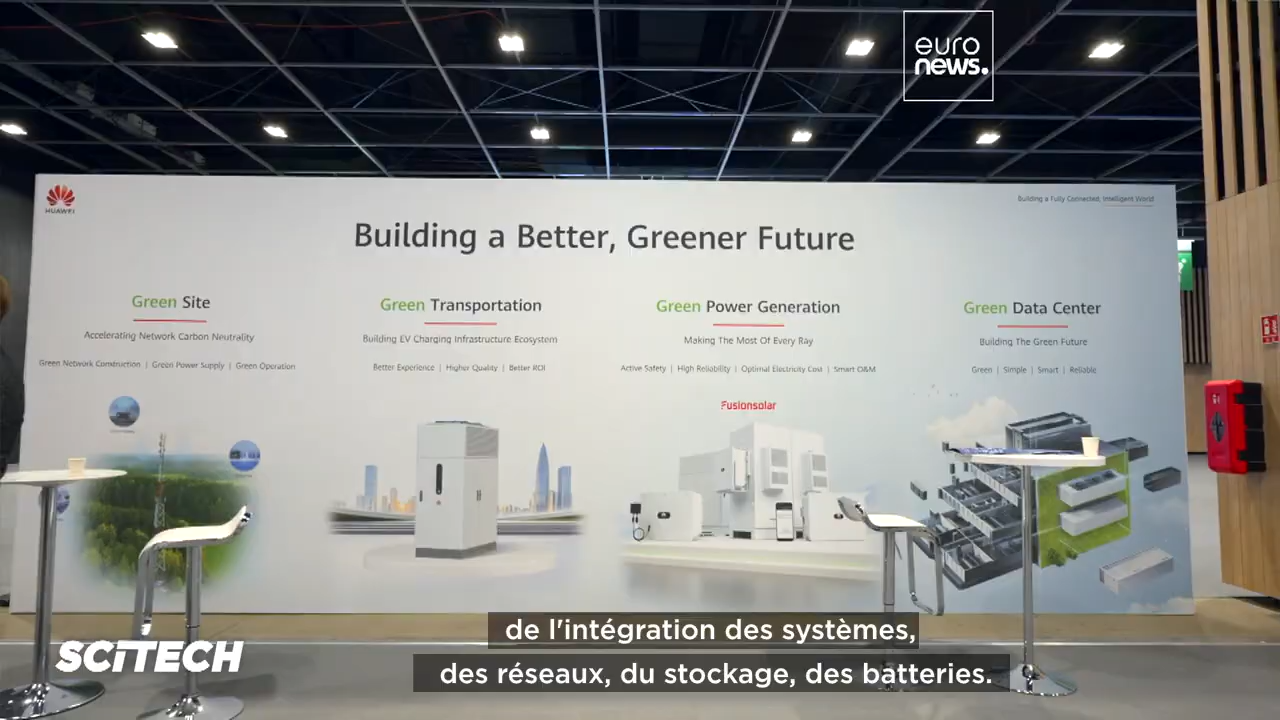 euro
news.
HUAWEI
Building a Fully Connected, Intelligent World
Building a Better, Greener Future
Green Site
Accelerating Network Carbon Neutrality
Green Network Construction | Green Power Supply | Green Operation
Green Transportation
Building EV Charging Infrastructure Ecosystem
Better Experience | Higher Quality | Better ROI
Green Power Generation
Making The Most Of Every Ray
Active Safety | High Reliability | Optimal Electricity Cost | Smart O&M
Fusionsolar
Green Data Center
Building The Green Future
Green | Simple | Smart | Reliable
de l'intégration des systèmes,
des réseaux, du stockage, des batteries.
SCITECH